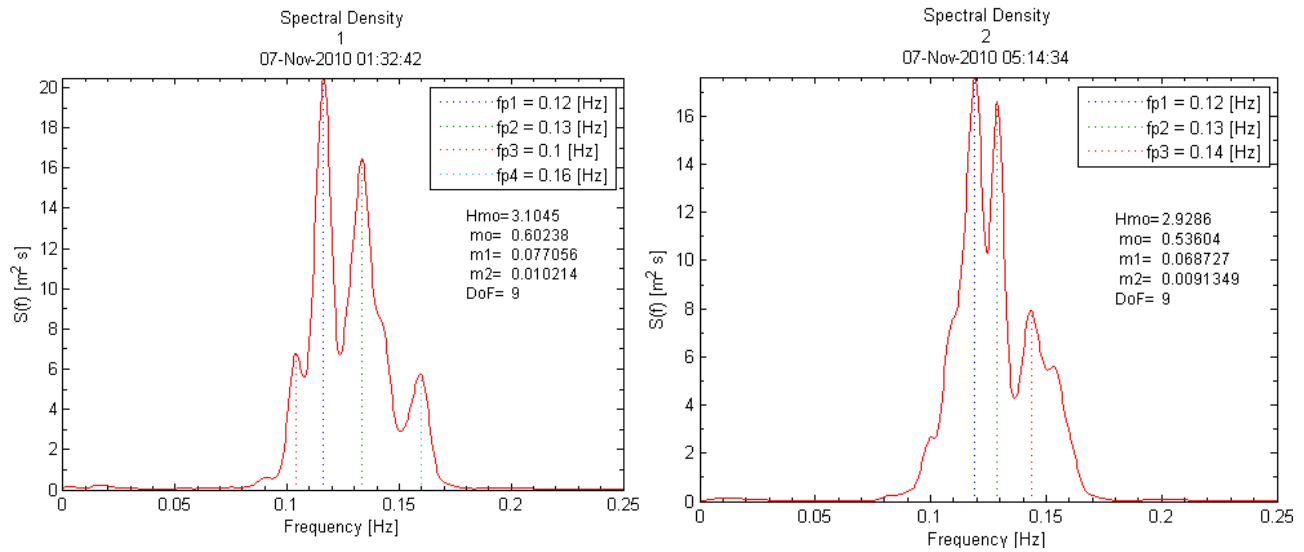 Spectral Density
1
07-Nov-2010 01:32:42
20
18
16
14
12
10
8
6
4
2
0
S(f) [m² s]
fp1 = 0.12 [Hz]
fp2 = 0.13 [Hz]
fp3 = 0.1 [Hz]
fp4 = 0.16 [Hz]
Hmo=3.1045
mo= 0.60238
m1= 0.077056
m2= 0.010214
DoF= 9
0 0.05 0.1 0.15 0.2 0.25
Frequency [Hz]
Spectral Density
2
07-Nov-2010 05:14:34
16
14
12
10
8
6
4
2
0
S(f) [m² s]
fp1 = 0.12 [Hz]
fp2 = 0.13 [Hz]
fp3 = 0.14 [Hz]
Hmo=2.9286
mo= 0.53604
m1= 0.068727
m2= 0.0091349
DoF= 9
0 0.05 0.1 0.15 0.2 0.25
Frequency [Hz]